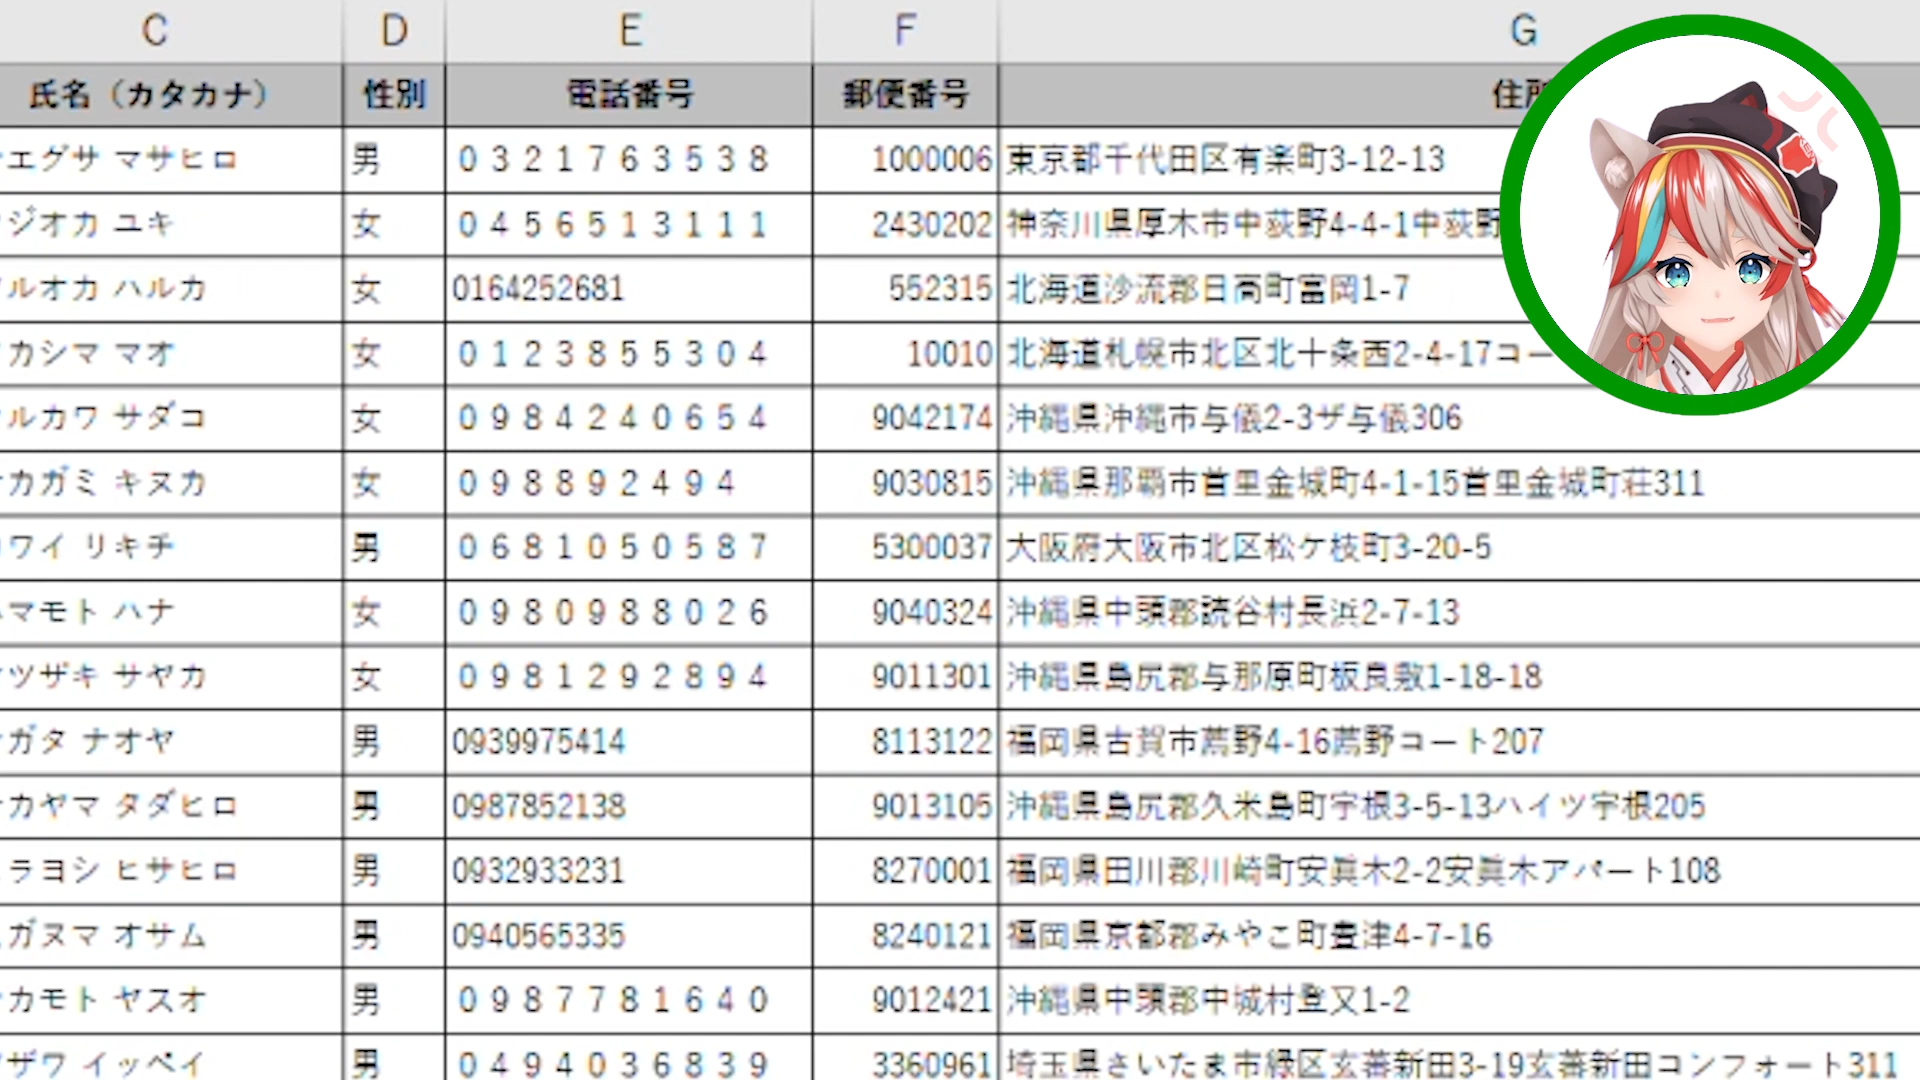 C D E F G
氏名（カタカナ） 性別 電話番号 郵便番号 住所
エグサ マサヒロ 男 ０３２１７６３５３８ 1000006 東京都千代田区有楽町3-12-13
ジオカ ユキ 女 ０４５６５１３１１１ 2430202 神奈川県厚木市中荻野4-4-1中荻野
ルオカ ハルカ 女 0164252681 552315 北海道沙流郡日高町富岡1-7
カシマ マオ 女 ０１２３８５５３０４ 10010 北海道札幌市北区北十条西2-4-17コー
ルカワ サダコ 女 ０９８４２４０６５４ 9042174 沖縄県沖縄市与儀2-3ザ与儀306
カガミ キヌカ 女 ０９８８９２４９４ 9030815 沖縄県那覇市首里金城町4-1-15首里金城町荘311
ワイ リキチ 男 ０６８１０５０５８７ 5300037 大阪府大阪市北区松ケ枝町3-20-5
マモト ハナ 女 ０９８０９８８０２６ 9040324 沖縄県中頭郡読谷村長浜2-7-13
ツザキ サヤカ 女 ０９８１２９２８９４ 9011301 沖縄県島尻郡与那原町板良敷1-18-18
ガタ ナオヤ 男 0939975414 8113122 福岡県古賀市薦野4-16薦野コート207
カヤマ タダヒロ 男 0987852138 9013105 沖縄県島尻郡久米島町宇根3-5-13ハイツ宇根205
ラヨシ ヒサヒロ 男 0932933231 8270001 福岡県田川郡川崎町安眞木2-2安眞木アパート108
ガヌマ オサム 男 0940565335 8240121 福岡県京都郡みやこ町豊津4-7-16
カモト ヤスオ 男 ０９８７７８１６４０ 9012421 沖縄県中頭郡中城村登又1-2
ザワ イッペイ 男 ０４９４０３６８３９ 3360961 埼玉県さいたま市緑区玄蕃新田3-19玄蕃新田コンフォート311